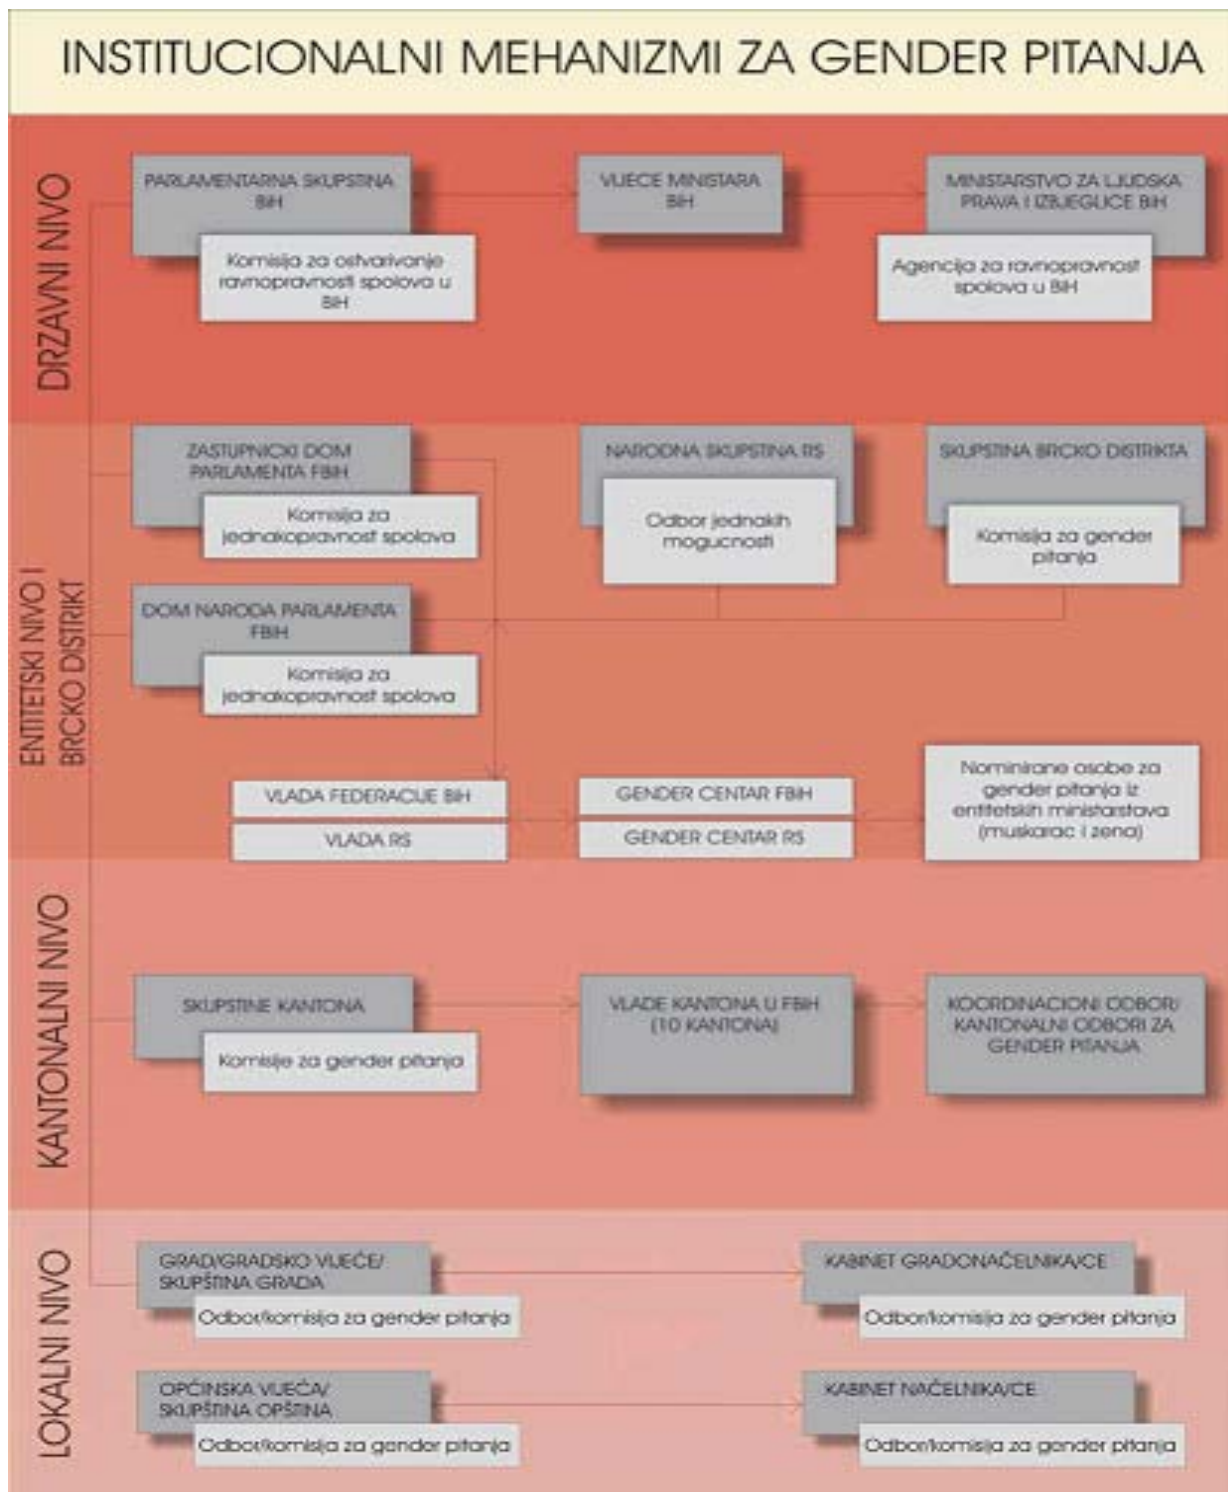 INSTITUCIONALNI MEHANIZMI ZA GENDER PITANJA
DRZAVNI NIVO
PARLAMENTARNA SKUPSTINA
BiH
Komisija za ostvarivanje
ravnopravnosti spolova u
BiH
VIJECE MINISTARA
BiH
MINISTARSTVO ZA LJUDSKA
PRAVA I IZBJEGLICE BiH
Agencija za ravnopravnost
spolova u BiH
ENTITETSKI NIVO I
BRCKO DISTRIKT
ZASTUPNICKI DOM
PARLAMENTA FBiH
Komisija za
jednakopravnost spolova
NARODNA SKUPSTINA RS
Odbor jednakih
mogucnosti
SKUPSTINA BRCKO DISTRIKTA
Komisija za gender
pitanja
DOM NARODA PARLAMENTA
FBiH
Komisija za
jednakopravnost spolova
VLADA FEDERACIJE BiH
VLADA RS
GENDER CENTAR FBiH
GENDER CENTAR RS
Nominirane osobe za
gender pitanja iz
entitetskih ministarstava
(muskarac i zena)
KANTONALNI NIVO
SKUPSTINE KANTONA
Komisije za gender pitanja
VLADE KANTONA U FBiH
(10 KANTONA)
KOORDINACIONI ODBOR/
KANTONALNI ODBORI ZA
GENDER PITANJA
LOKALNI NIVO
GRAD/GRADSKO VIJEĆE/
SKUPŠTINA GRADA
Odbor/komisija za gender pitanja
KABINET GRADONAČELNIKA/CE
Odbor/komisija za gender pitanja
OPĆINSKA VIJEĆA/
SKUPŠTINA OPŠTINA
Odbor/komisija za gender pitanja
KABINET NAČELNIKA/CE
Odbor/komisija za gender pitanja